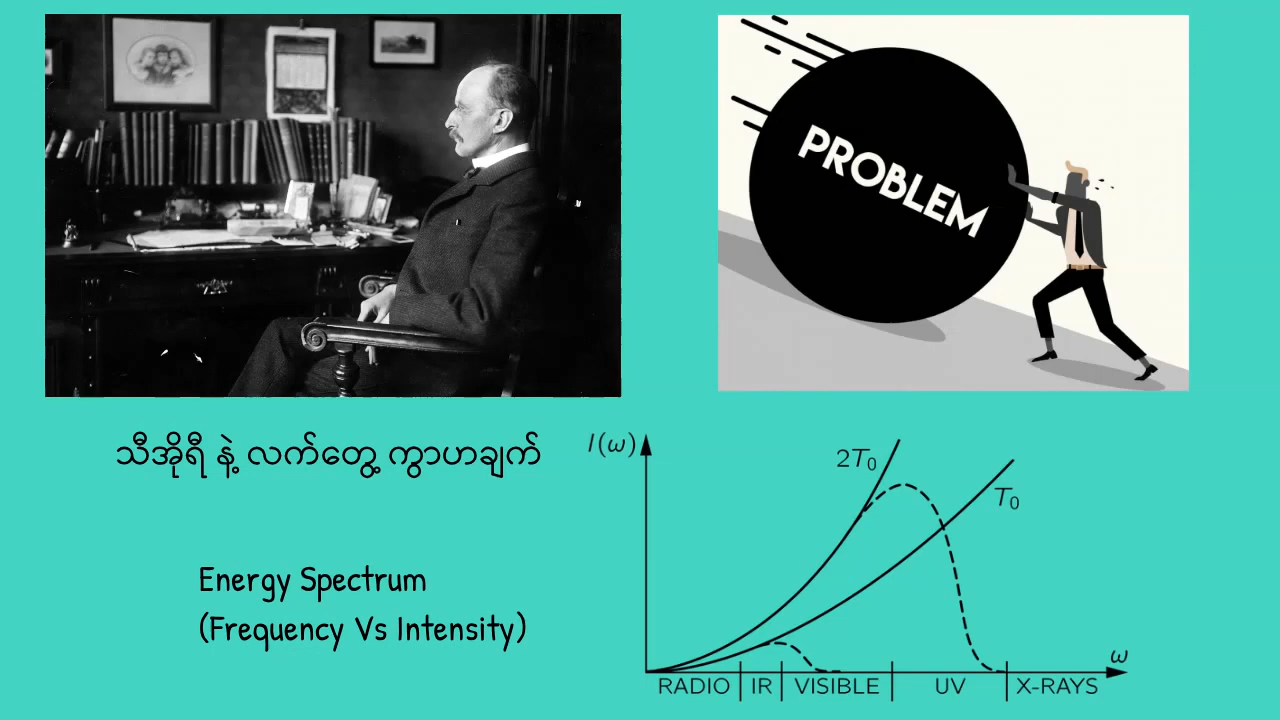 PROBLEM
သီအိုရီ နဲ့ လက်တွေ့ ကွာဟချက်
Energy Spectrum
(Frequency Vs Intensity)
I(ω)
2T₀
T₀
ω
RADIO IR VISIBLE UV X-RAYS